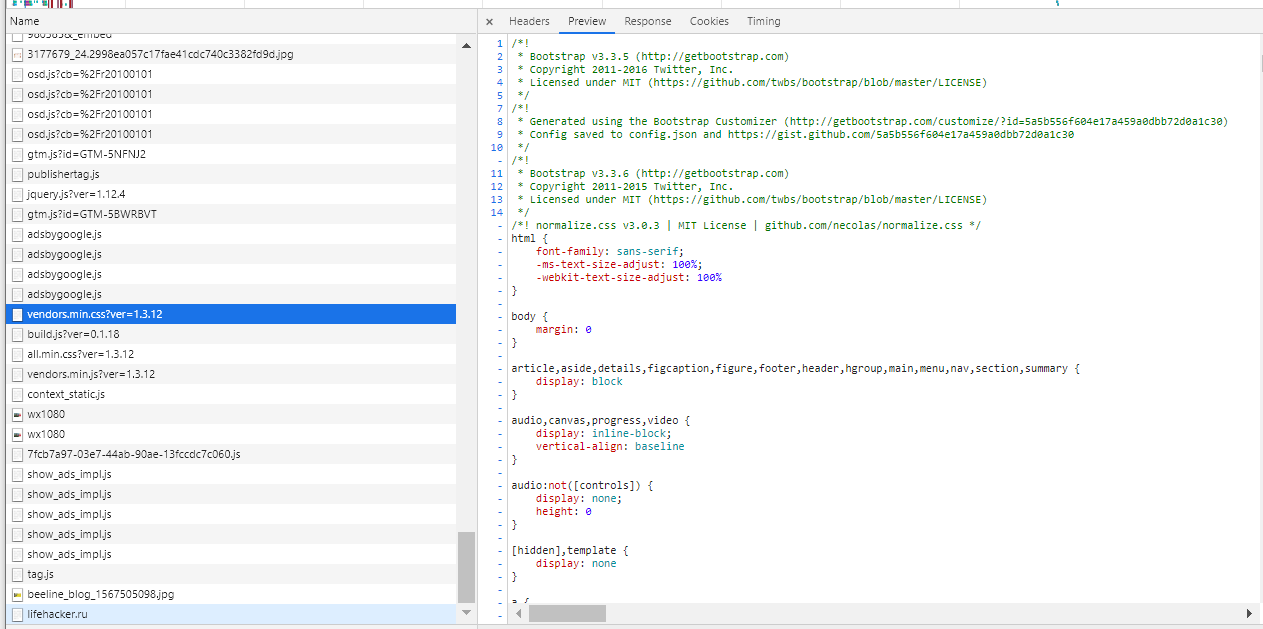 Name
Headers Preview Response Cookies Timing
980585&_embed
3177679_24.2998ea057c17fae41cdc740c3382fd9d.jpg
osd.js?cb=%2Fr20100101
osd.js?cb=%2Fr20100101
osd.js?cb=%2Fr20100101
osd.js?cb=%2Fr20100101
gtm.js?id=GTM-5NFNJ2
publishertag.js
jquery.js?ver=1.12.4
gtm.js?id=GTM-5BWRBVT
adsbygoogle.js
adsbygoogle.js
adsbygoogle.js
adsbygoogle.js
vendors.min.css?ver=1.3.12
build.js?ver=0.1.18
all.min.css?ver=1.3.12
vendors.min.js?ver=1.3.12
context_static.js
wx1080
wx1080
7fcb7a97-03e7-44ab-90ae-13fccdc7c060.js
show_ads_impl.js
show_ads_impl.js
show_ads_impl.js
show_ads_impl.js
show_ads_impl.js
tag.js
beeline_blog_1567505098.jpg
lifehacker.ru
1 /*!
2 * Bootstrap v3.3.5 (http://getbootstrap.com)
3 * Copyright 2011-2016 Twitter, Inc.
4 * Licensed under MIT (https://github.com/twbs/bootstrap/blob/master/LICENSE)
5 */
7 /*!
8 * Generated using the Bootstrap Customizer (http://getbootstrap.com/customize/?id=5a5b556f604e17a459a0dbb72d0a1c30)
9 * Config saved to config.json and https://gist.github.com/5a5b556f604e17a459a0dbb72d0a1c30
10 */
- /*!
11 * Bootstrap v3.3.6 (http://getbootstrap.com)
12 * Copyright 2011-2015 Twitter, Inc.
13 * Licensed under MIT (https://github.com/twbs/bootstrap/blob/master/LICENSE)
14 */
- /*! normalize.css v3.0.3 | MIT License | github.com/necolas/normalize.css */
- html {
- font-family: sans-serif;
- -ms-text-size-adjust: 100%;
- -webkit-text-size-adjust: 100%
- }
-
- body {
- margin: 0
- }
-
- article,aside,details,figcaption,figure,footer,header,hgroup,main,menu,nav,section,summary {
- display: block
- }
-
- audio,canvas,progress,video {
- display: inline-block;
- vertical-align: baseline
- }
-
- audio:not([controls]) {
- display: none;
- height: 0
- }
-
- [hidden],template {
- display: none
- }
-
- a {
-